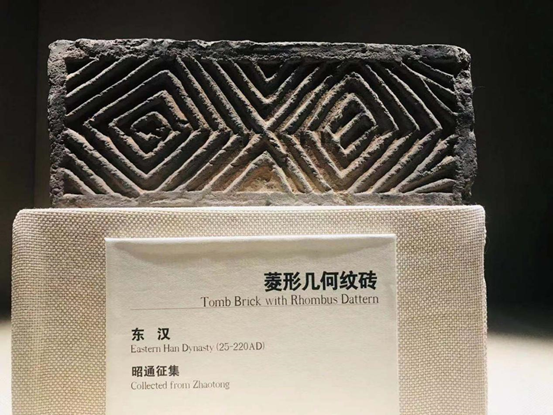 菱形几何纹砖
Tomb Brick with Rhombus Dattern
东 汉
Eastern Han Dynasty (25-220AD)
昭通征集
Collected from Zhaotong